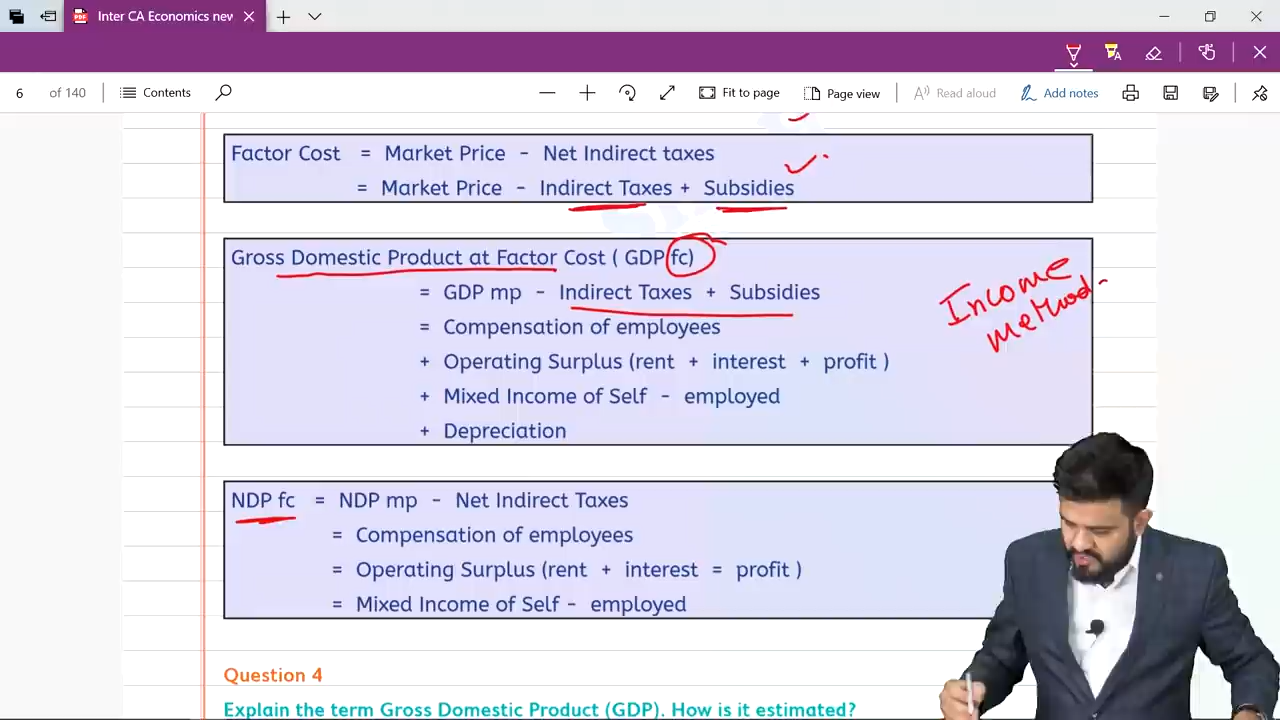 Inter CA Economics new
6 of 140 Contents Fit to page Page view Read aloud Add notes
Factor Cost = Market Price - Net Indirect taxes
= Market Price - Indirect Taxes + Subsidies
Gross Domestic Product at Factor Cost ( GDP fc)
= GDP mp - Indirect Taxes + Subsidies
= Compensation of employees
+ Operating Surplus (rent + interest + profit )
+ Mixed Income of Self - employed
+ Depreciation
Income
method
NDP fc = NDP mp - Net Indirect Taxes
= Compensation of employees
= Operating Surplus (rent + interest = profit )
= Mixed Income of Self - employed
Question 4
Explain the term Gross Domestic Product (GDP). How is it estimated?